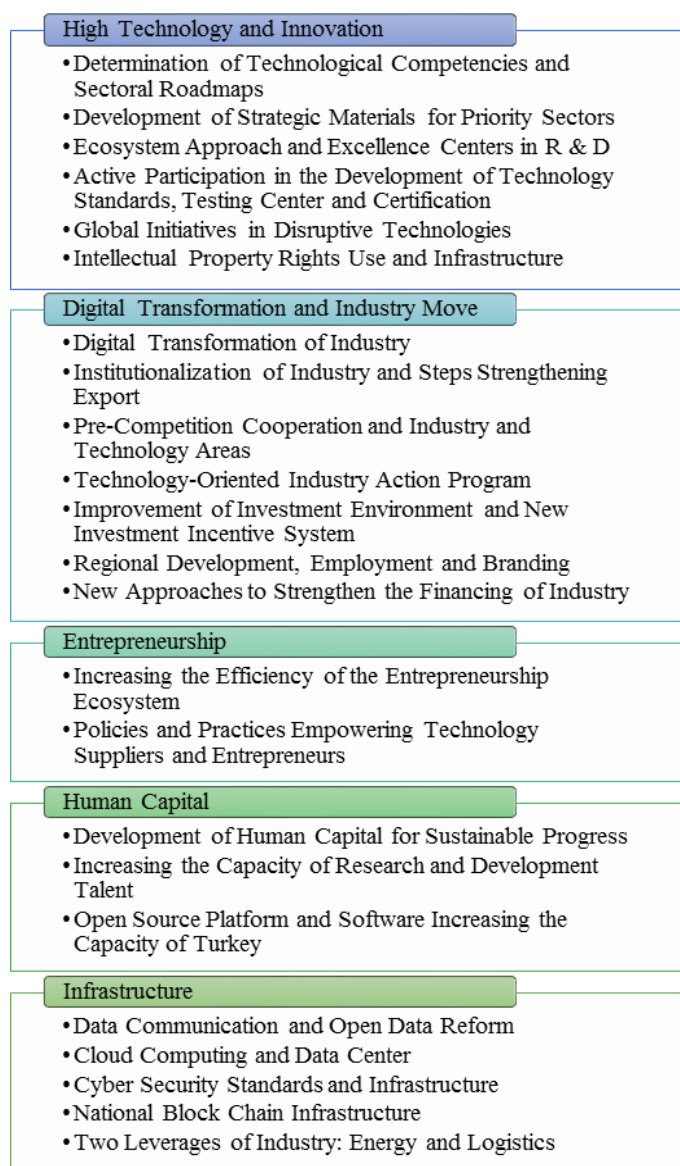 High Technology and Innovation
•Determination of Technological Competencies and
Sectoral Roadmaps
•Development of Strategic Materials for Priority Sectors
•Ecosystem Approach and Excellence Centers in R & D
•Active Participation in the Development of Technology
Standards, Testing Center and Certification
•Global Initiatives in Disruptive Technologies
•Intellectual Property Rights Use and Infrastructure
Digital Transformation and Industry Move
•Digital Transformation of Industry
•Institutionalization of Industry and Steps Strengthening
Export
•Pre-Competition Cooperation and Industry and
Technology Areas
•Technology-Oriented Industry Action Program
•Improvement of Investment Environment and New
Investment Incentive System
•Regional Development, Employment and Branding
•New Approaches to Strengthen the Financing of Industry
Entrepreneurship
•Increasing the Efficiency of the Entrepreneurship
Ecosystem
•Policies and Practices Empowering Technology
Suppliers and Entrepreneurs
Human Capital
•Development of Human Capital for Sustainable Progress
•Increasing the Capacity of Research and Development
Talent
•Open Source Platform and Software Increasing the
Capacity of Turkey
Infrastructure
•Data Communication and Open Data Reform
•Cloud Computing and Data Center
•Cyber Security Standards and Infrastructure
•National Block Chain Infrastructure
•Two Leverages of Industry: Energy and Logistics